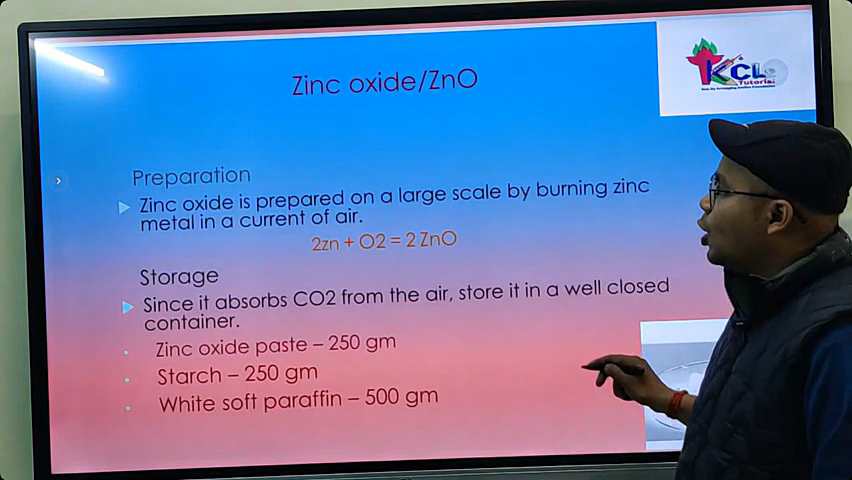 Zinc oxide/ZnO
KCL
Tutorial
Preparation
Zinc oxide is prepared on a large scale by burning zinc
metal in a current of air.
2zn + O2 = 2 ZnO
Storage
Since it absorbs CO2 from the air, store it in a well closed
container.
Zinc oxide paste – 250 gm
Starch – 250 gm
White soft paraffin – 500 gm